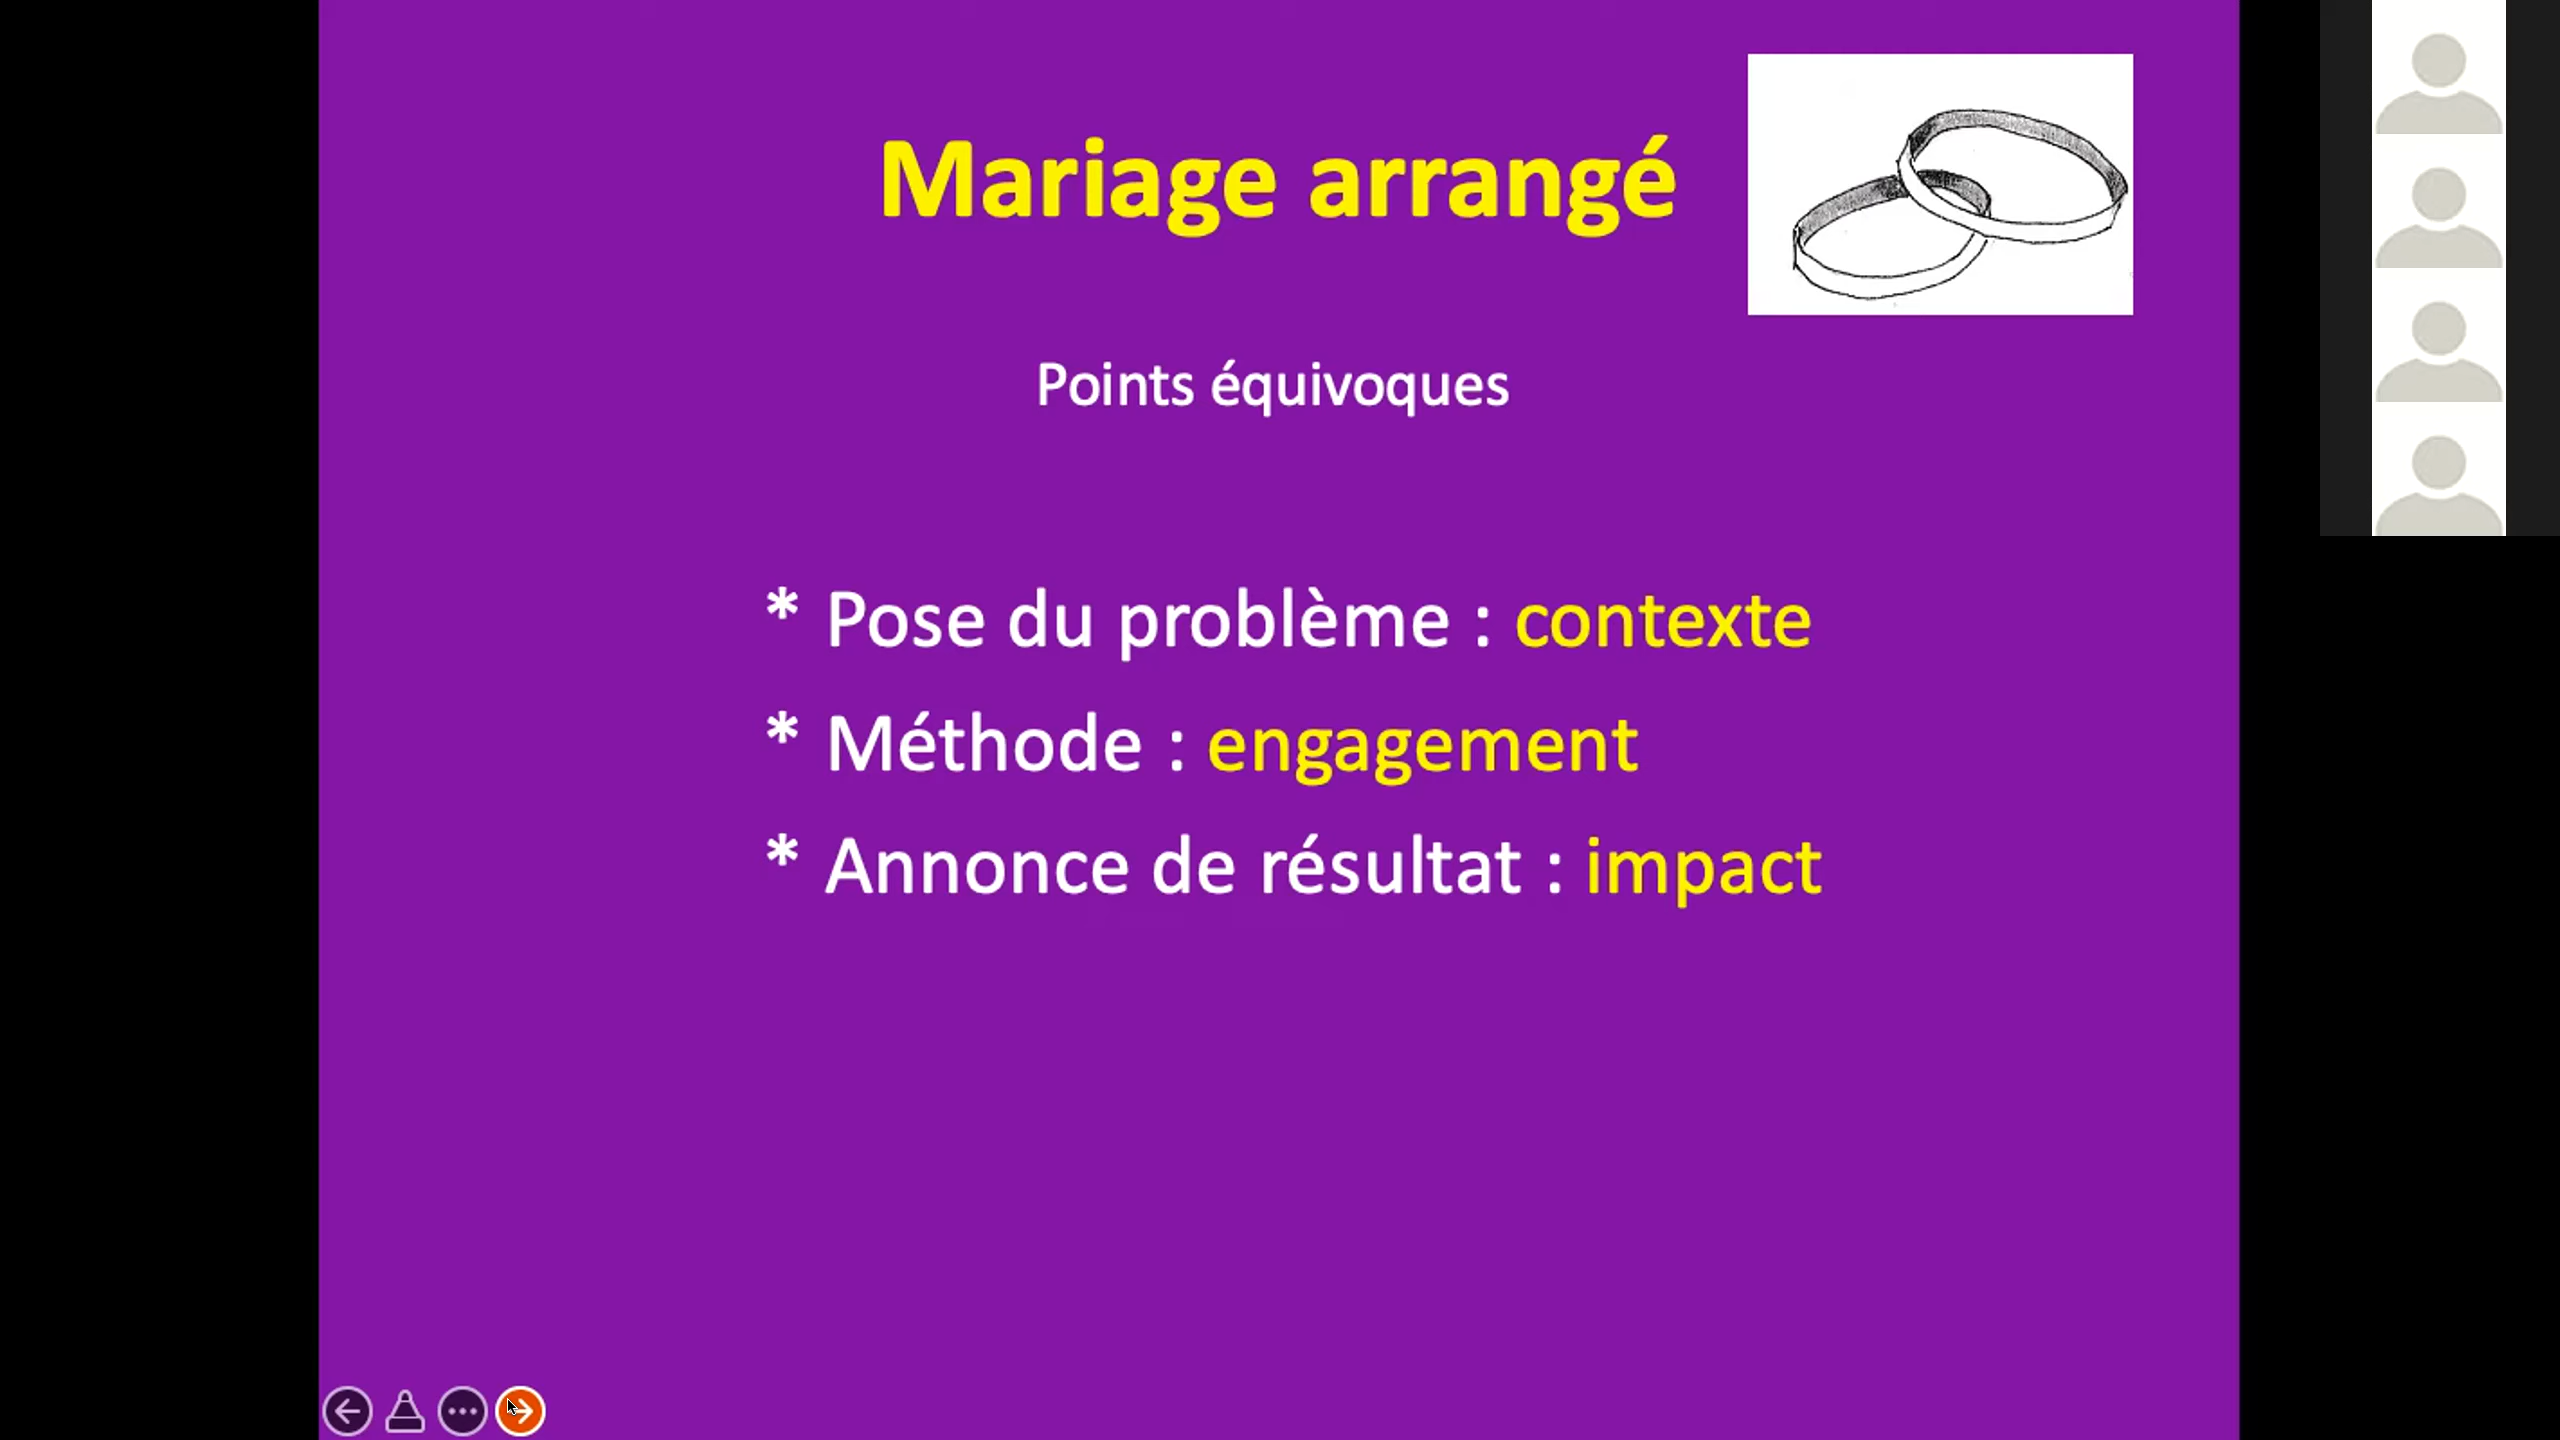 Mariage arrangé
Points équivoques
* Pose du problème : contexte
* Méthode : engagement
* Annonce de résultat : impact